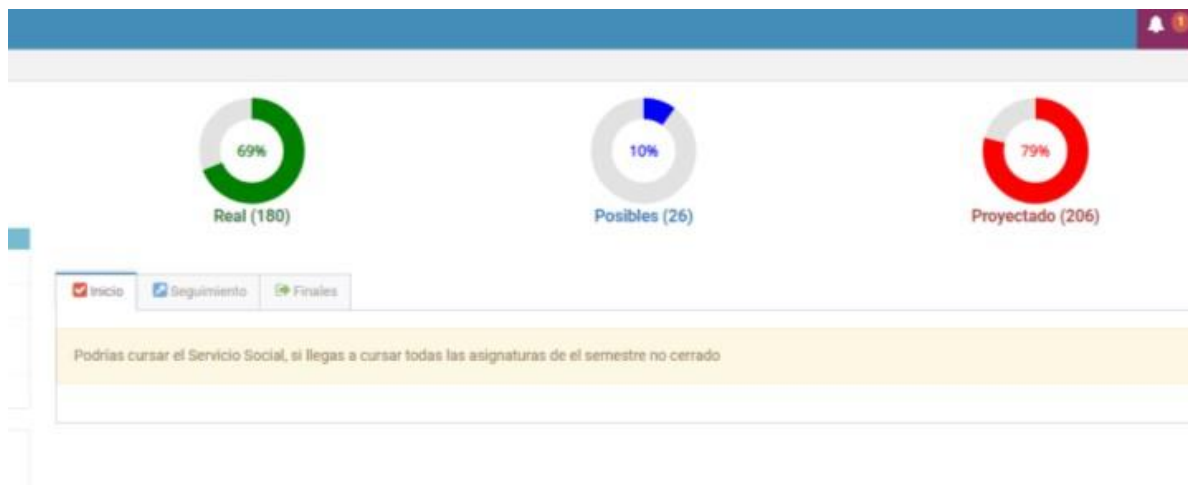 1
69%
10%
79%
Real (180)
Posibles (26)
Proyectado (206)
Inicio
Seguimiento
Finales
Podrías cursar el Servicio Social, si llegas a cursar todas las asignaturas de el semestre no cerrado